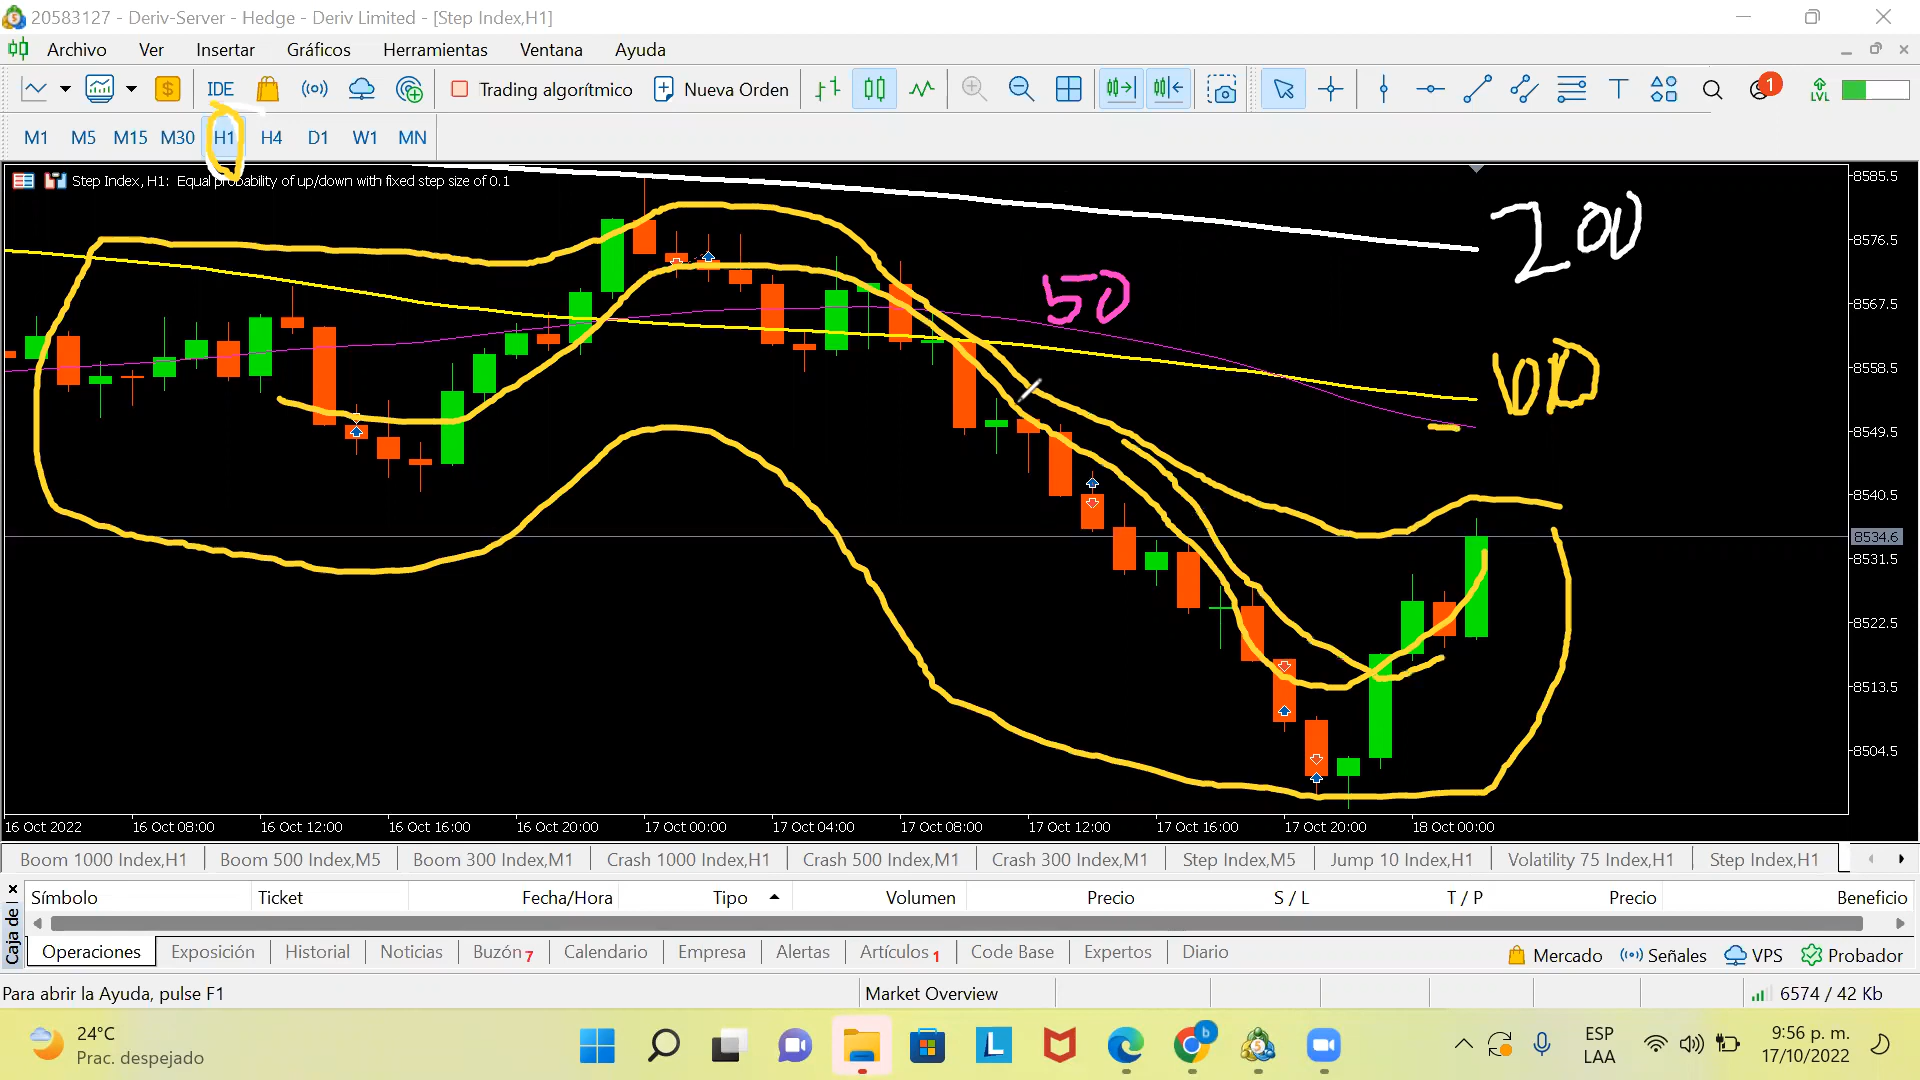 20583127 - Deriv-Server - Hedge - Deriv Limited - [Step Index,H1]
Archivo Ver Insertar Gráficos Herramientas Ventana Ayuda
IDE Trading algorítmico Nueva Orden 1 LVL
M1 M5 M15 M30 H1 H4 D1 W1 MN
Step Index, H1: Equal probability of up/down with fixed step size of 0.1
8585.5
200
8576.5
50
8567.5
8558.5
8549.5
8540.5
8534.6
8531.5
8522.5
8513.5
8504.5
16 Oct 2022 16 Oct 08:00 16 Oct 12:00 16 Oct 16:00 16 Oct 20:00 17 Oct 00:00 17 Oct 04:00 17 Oct 08:00 17 Oct 12:00 17 Oct 16:00 17 Oct 20:00 18 Oct 00:00
Boom 1000 Index,H1 Boom 500 Index,M5 Boom 300 Index,M1 Crash 1000 Index,H1 Crash 500 Index,M1 Crash 300 Index,M1 Step Index,M5 Jump 10 Index,H1 Volatility 75 Index,H1 Step Index,H1
Símbolo Ticket Fecha/Hora Tipo Volumen Precio S / L T / P Precio Beneficio
Caja de
Operaciones Exposición Historial Noticias Buzón 7 Calendario Empresa Alertas Artículos 1 Code Base Expertos Diario Mercado Señales VPS Probador
Para abrir la Ayuda, pulse F1 Market Overview 6574 / 42 Kb
24°C
Prac. despejado
ESP
LAA
9:56 p. m.
17/10/2022